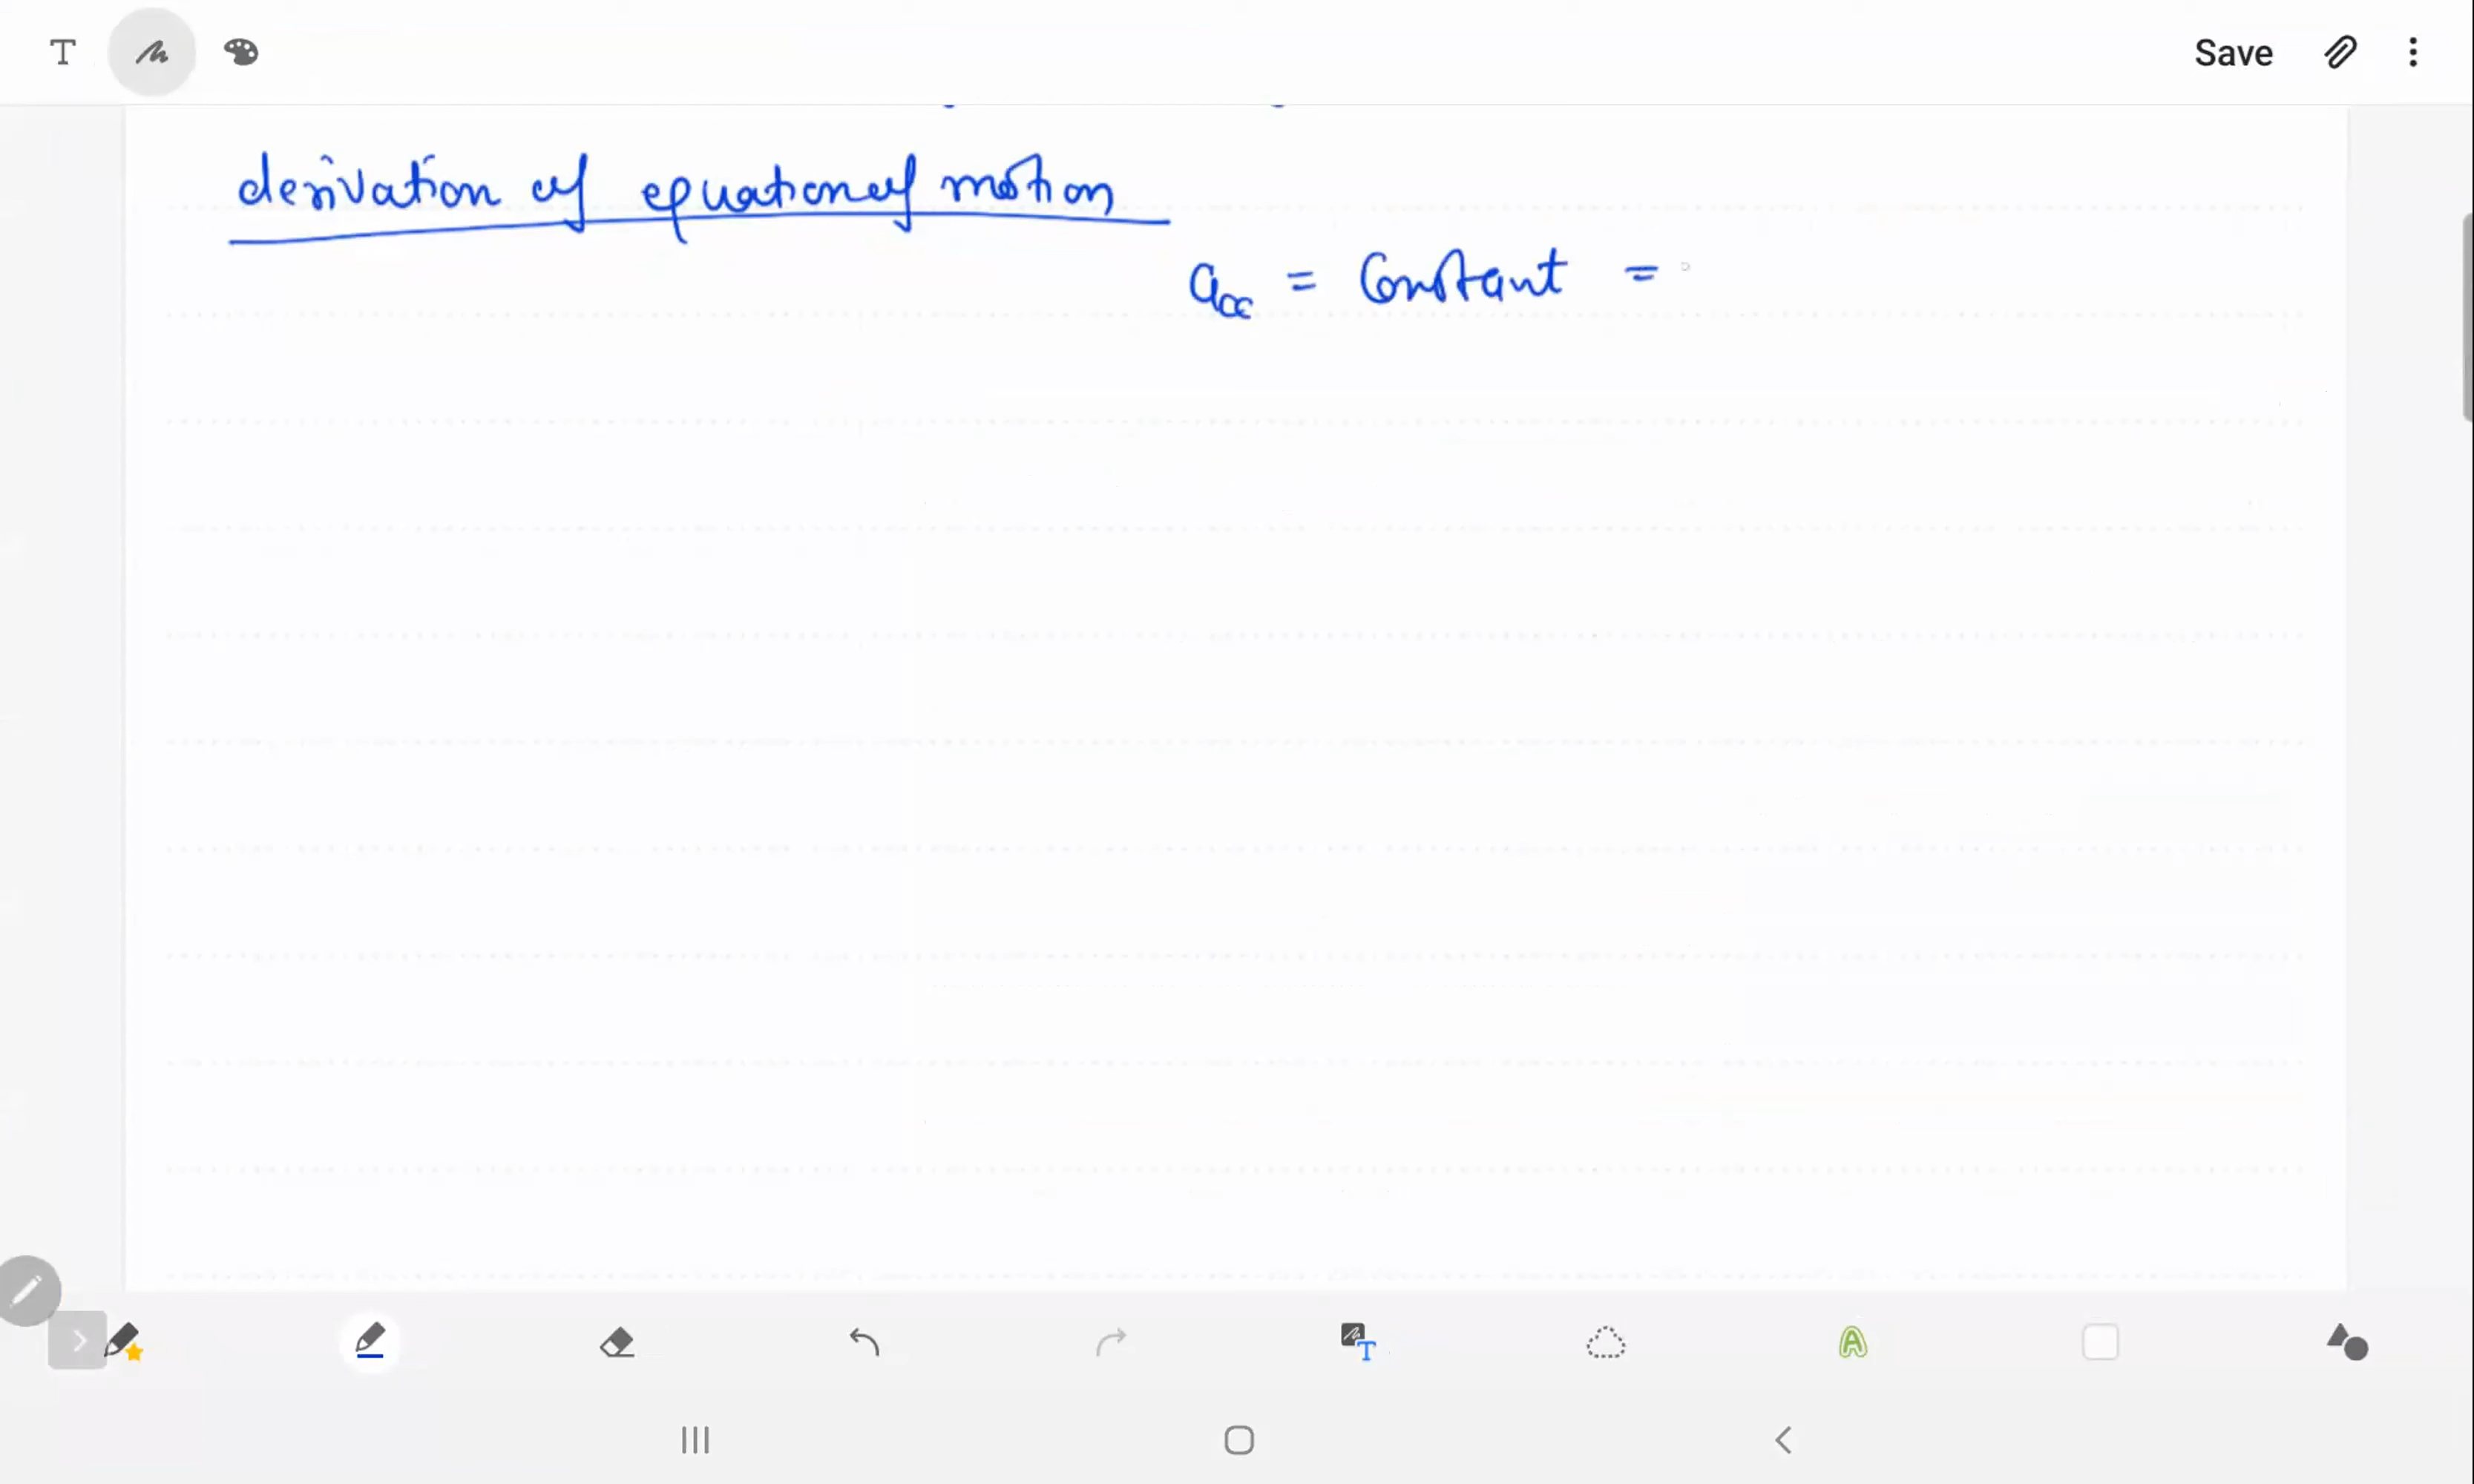 Save
derivation of equation of motion
acc = Constant =